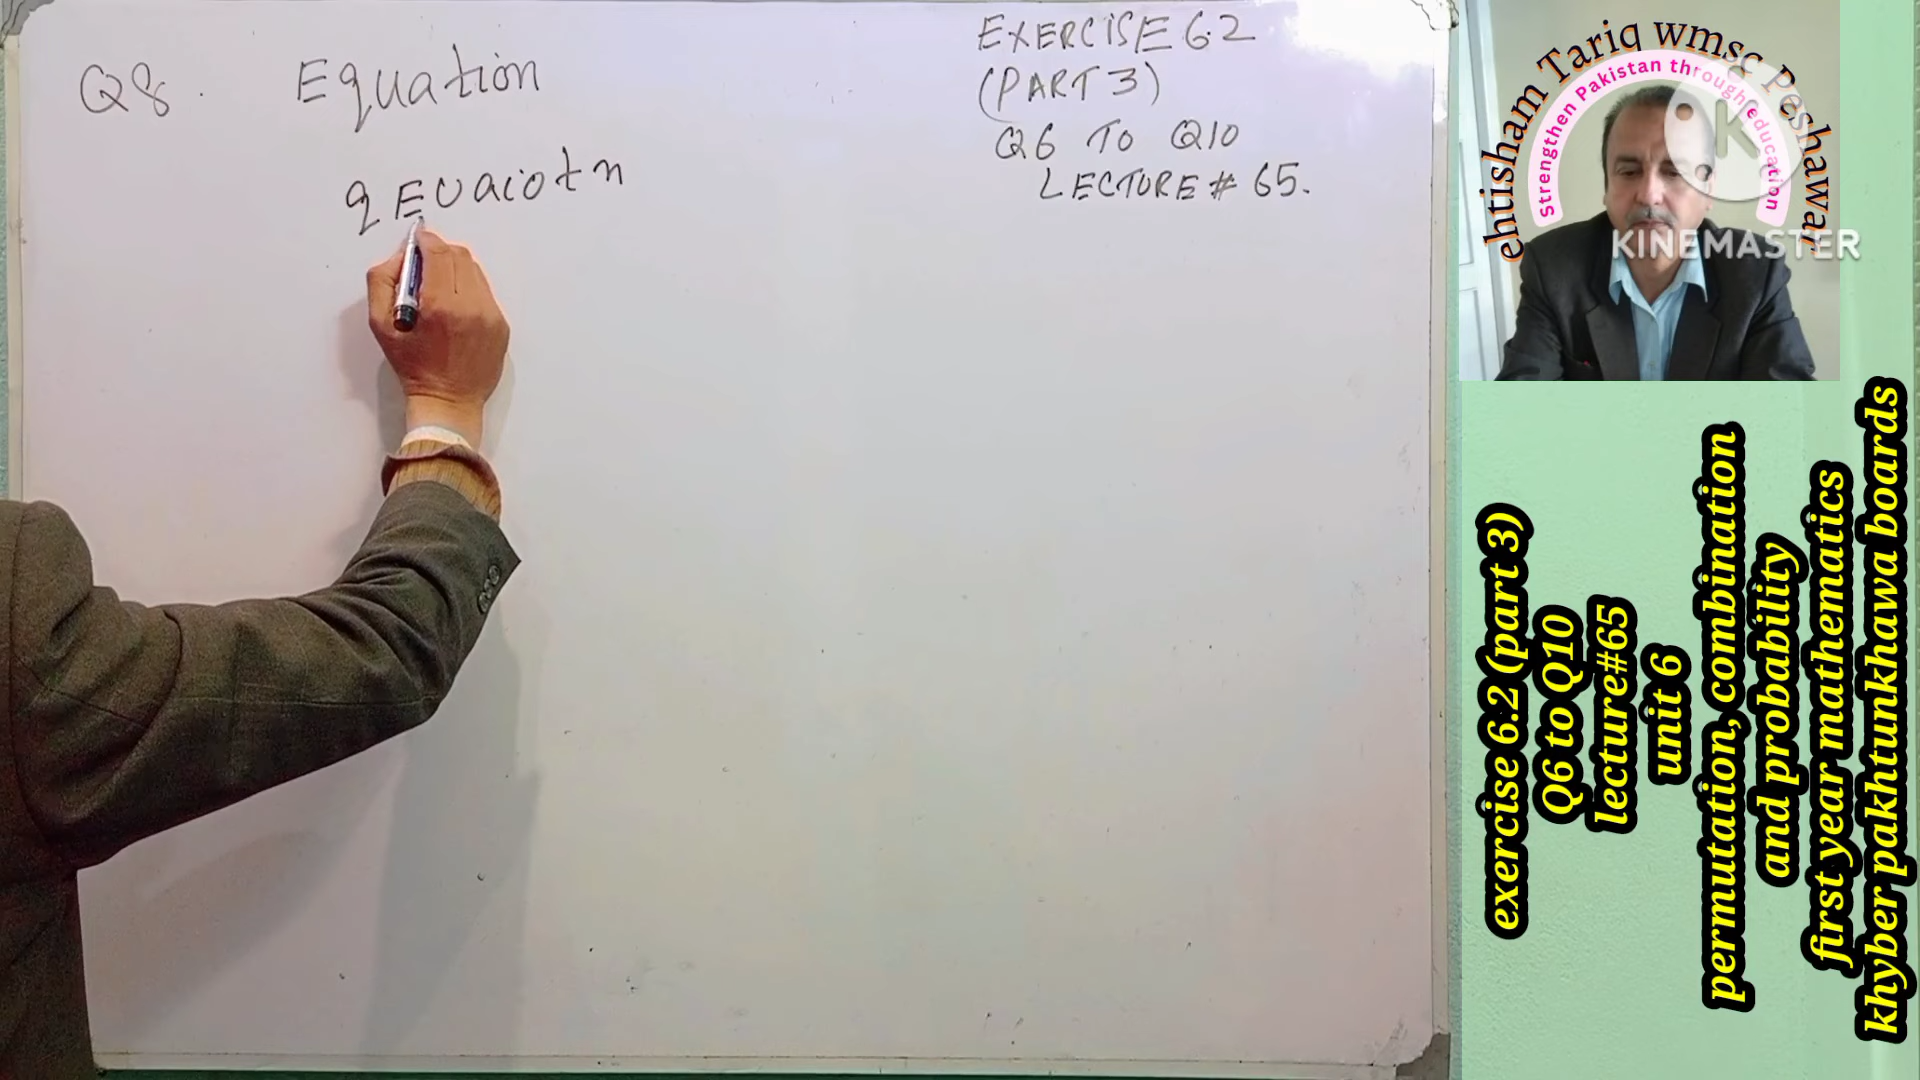 Q8. Equation
qEUaiotn
EXERCISE 6.2
(PART 3)
Q6 TO Q10
LECTURE # 65.
ehtisham Tariq wmsg Peshawar
Strengthen Pakistan through education
K
KINEMASTER
exercise 6.2 (part 3)
Q6 to Q10
lecture#65
unit 6
permutation, combination
and probability
first year mathematics
khyber pakhtunkhawa boards